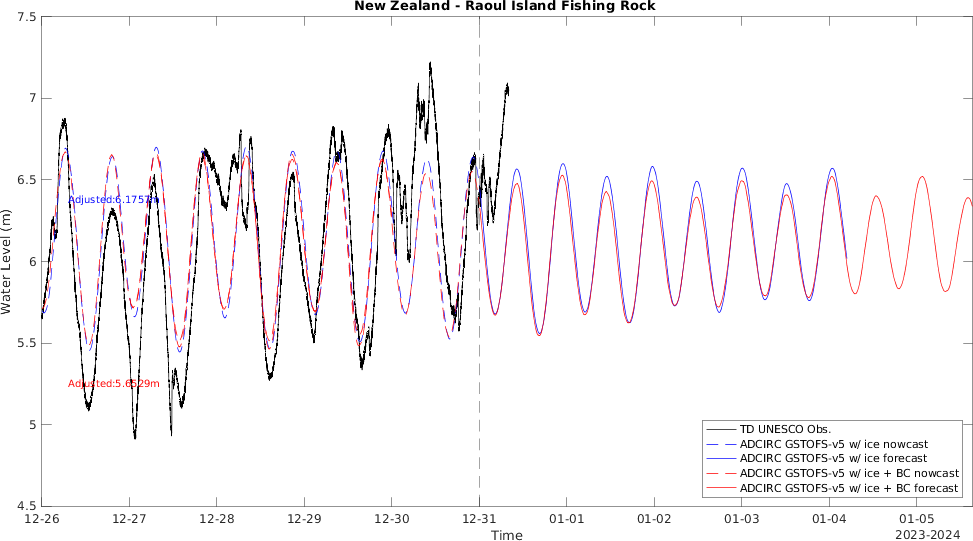 New Zealand - Raoul Island Fishing Rock
7.5
7
6.5
6
5.5
5
4.5
Water Level (m)
Adjusted:6.1757m
Adjusted:5.6529m
TD UNESCO Obs.
ADCIRC GSTOFS-v5 w/ ice nowcast
ADCIRC GSTOFS-v5 w/ ice forecast
ADCIRC GSTOFS-v5 w/ ice + BC nowcast
ADCIRC GSTOFS-v5 w/ ice + BC forecast
12-26 12-27 12-28 12-29 12-30 12-31 01-01 01-02 01-03 01-04 01-05
Time
2023-2024